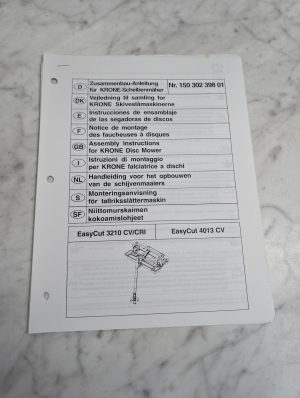 D Zusammenbau-Anleitung
für KRONE-Scheibenmäher
Nr. 150 302 398 01
DK Vejledning til samling for
KRONE Skiveslåmaskinerne
E Instrucciones de ensamblaje
de las segadoras de discos
F Notice de montage
des faucheuses à disques
GB Assembly Instructions
for KRONE Disc Mower
I Istruzioni di montaggio
per KRONE falciatrice a dischi
NL Handleiding voor het opbouwen
van de schijvenmaaiers
S Monteringsanvisning
för tallriksslåttermaskin
SF Niittomurskaimen
kokoamisiohjeet
EasyCut 3210 CV/CRI
EasyCut 4013 CV